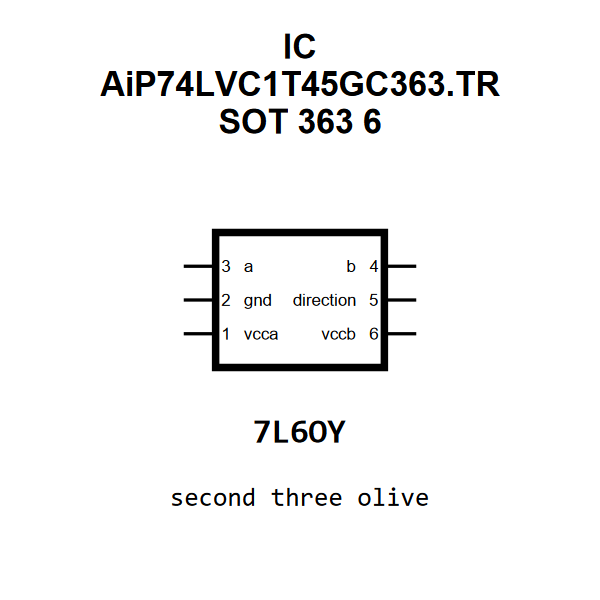 IC
AiP74LVC1T45GC363.TR
SOT 363 6
3 a b 4
2 gnd direction 5
1 vcca vccb 6
7L6OY
second three olive